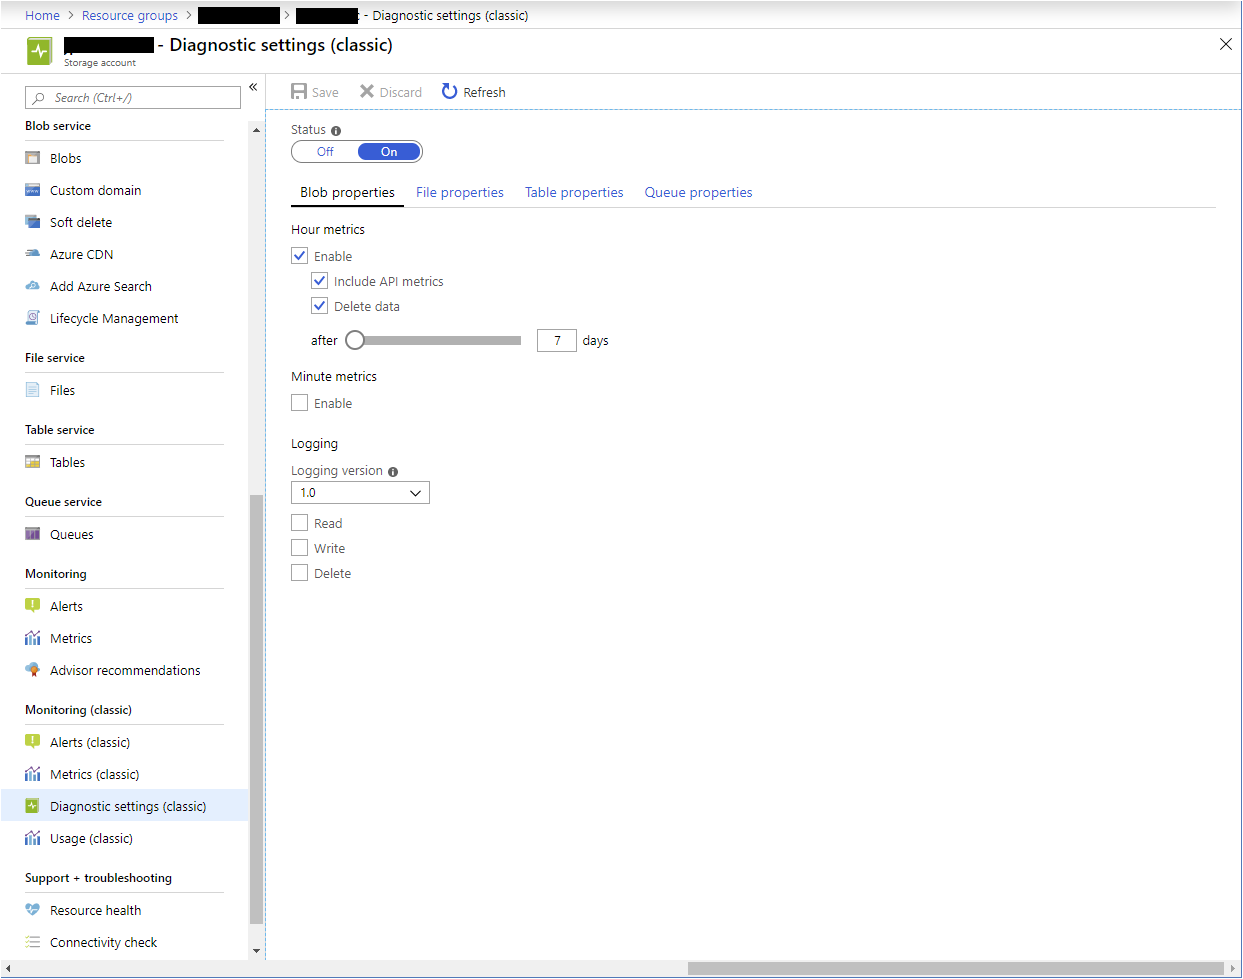 Home > Resource groups > > - Diagnostic settings (classic)
- Diagnostic settings (classic)
Storage account
Search (Ctrl+/)
Blob service
Blobs
Custom domain
Soft delete
Azure CDN
Add Azure Search
Lifecycle Management
File service
Files
Table service
Tables
Queue service
Queues
Monitoring
Alerts
Metrics
Advisor recommendations
Monitoring (classic)
Alerts (classic)
Metrics (classic)
Diagnostic settings (classic)
Usage (classic)
Support + troubleshooting
Resource health
Connectivity check
Save Discard Refresh
Status
Off On
Blob properties File properties Table properties Queue properties
Hour metrics
Enable
Include API metrics
Delete data
after 7 days
Minute metrics
Enable
Logging
Logging version
1.0
Read
Write
Delete